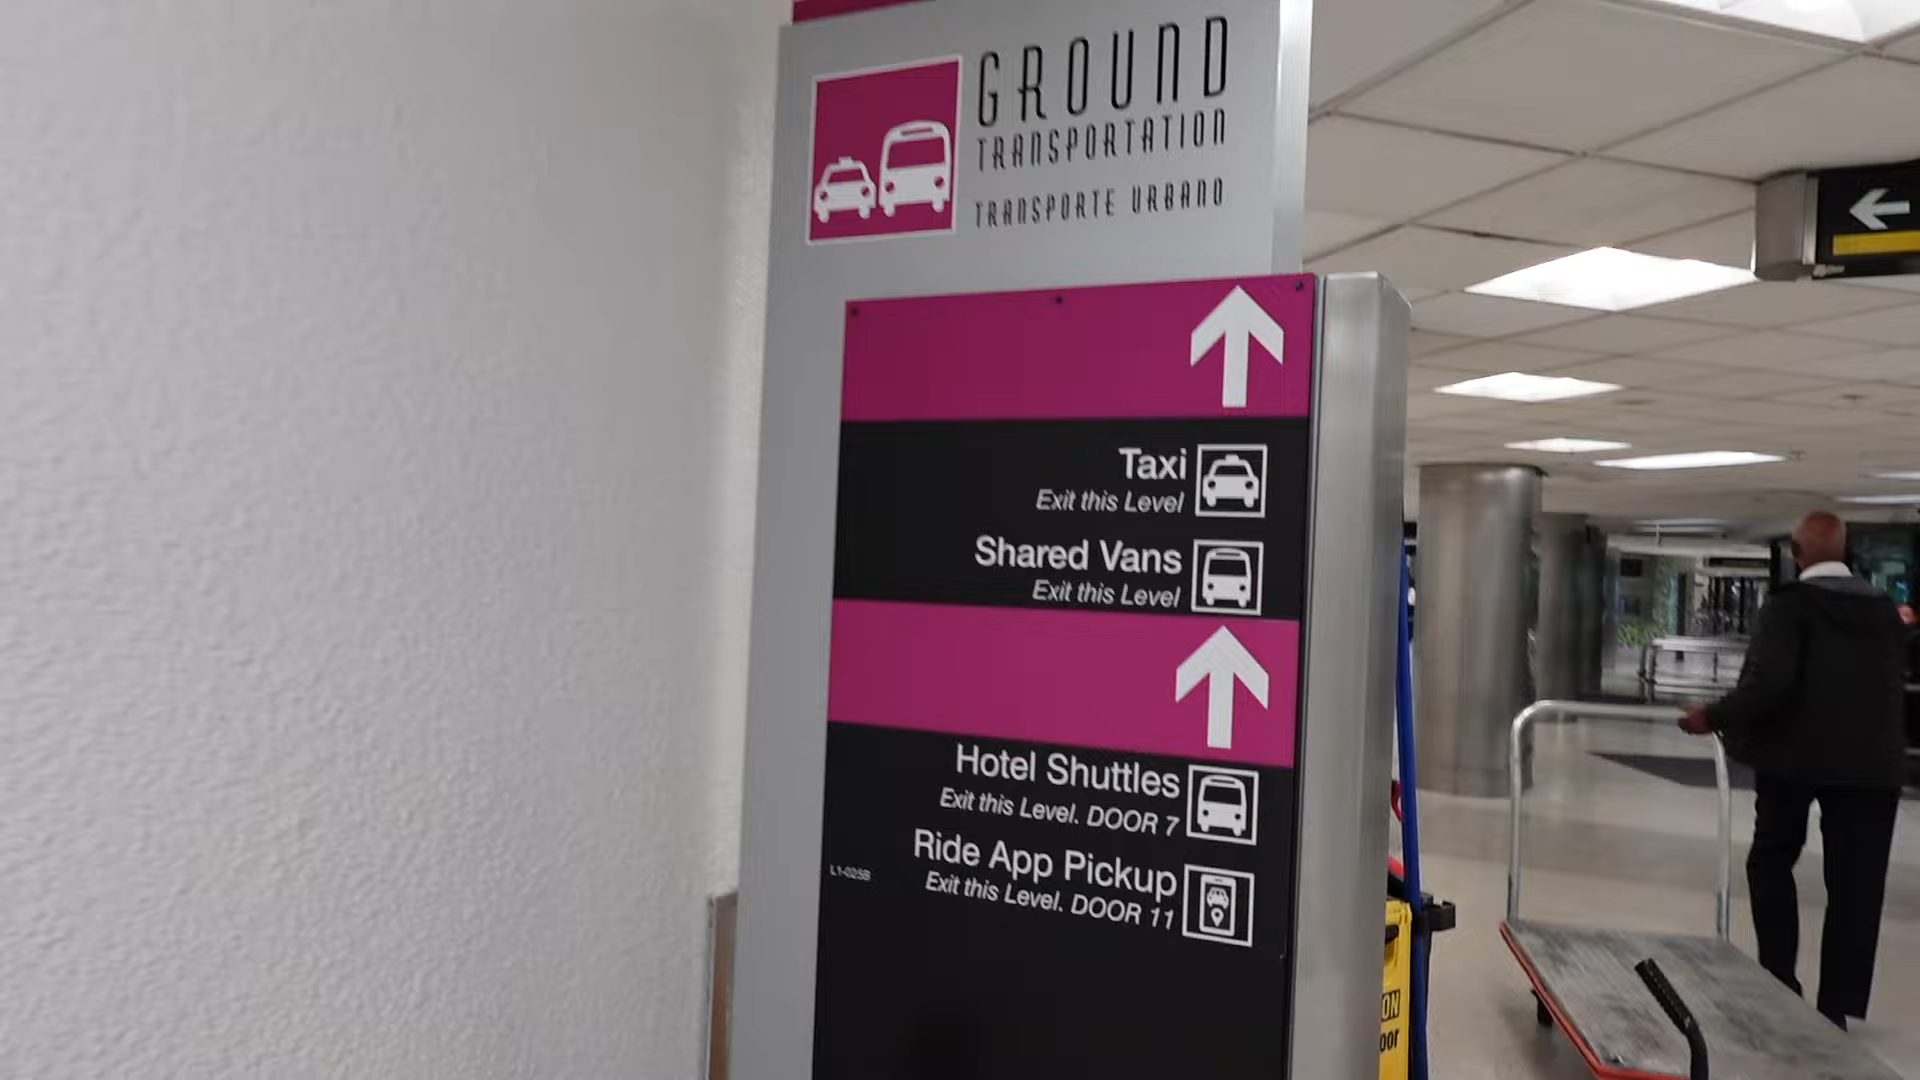 GROUND
TRANSPORTATION
TRANSPORTE URBANO
Taxi
Exit this Level
Shared Vans
Exit this Level
Hotel Shuttles
Exit this Level. DOOR 7
Ride App Pickup
Exit this Level. DOOR 11
L1-025B